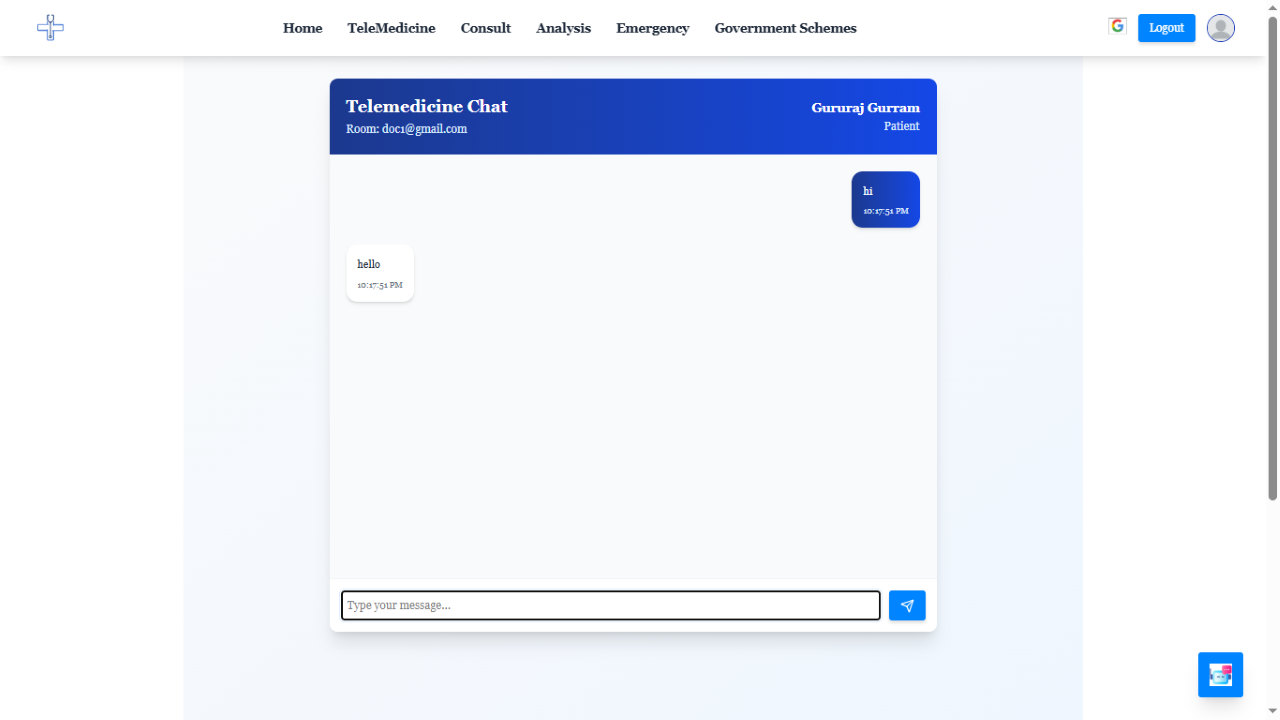 Home TeleMedicine Consult Analysis Emergency Government Schemes Logout
Telemedicine Chat
Room: doc1@gmail.com
Gururaj Gurram
Patient
hi
10:17:51 PM
hello
10:17:51 PM
Type your message...